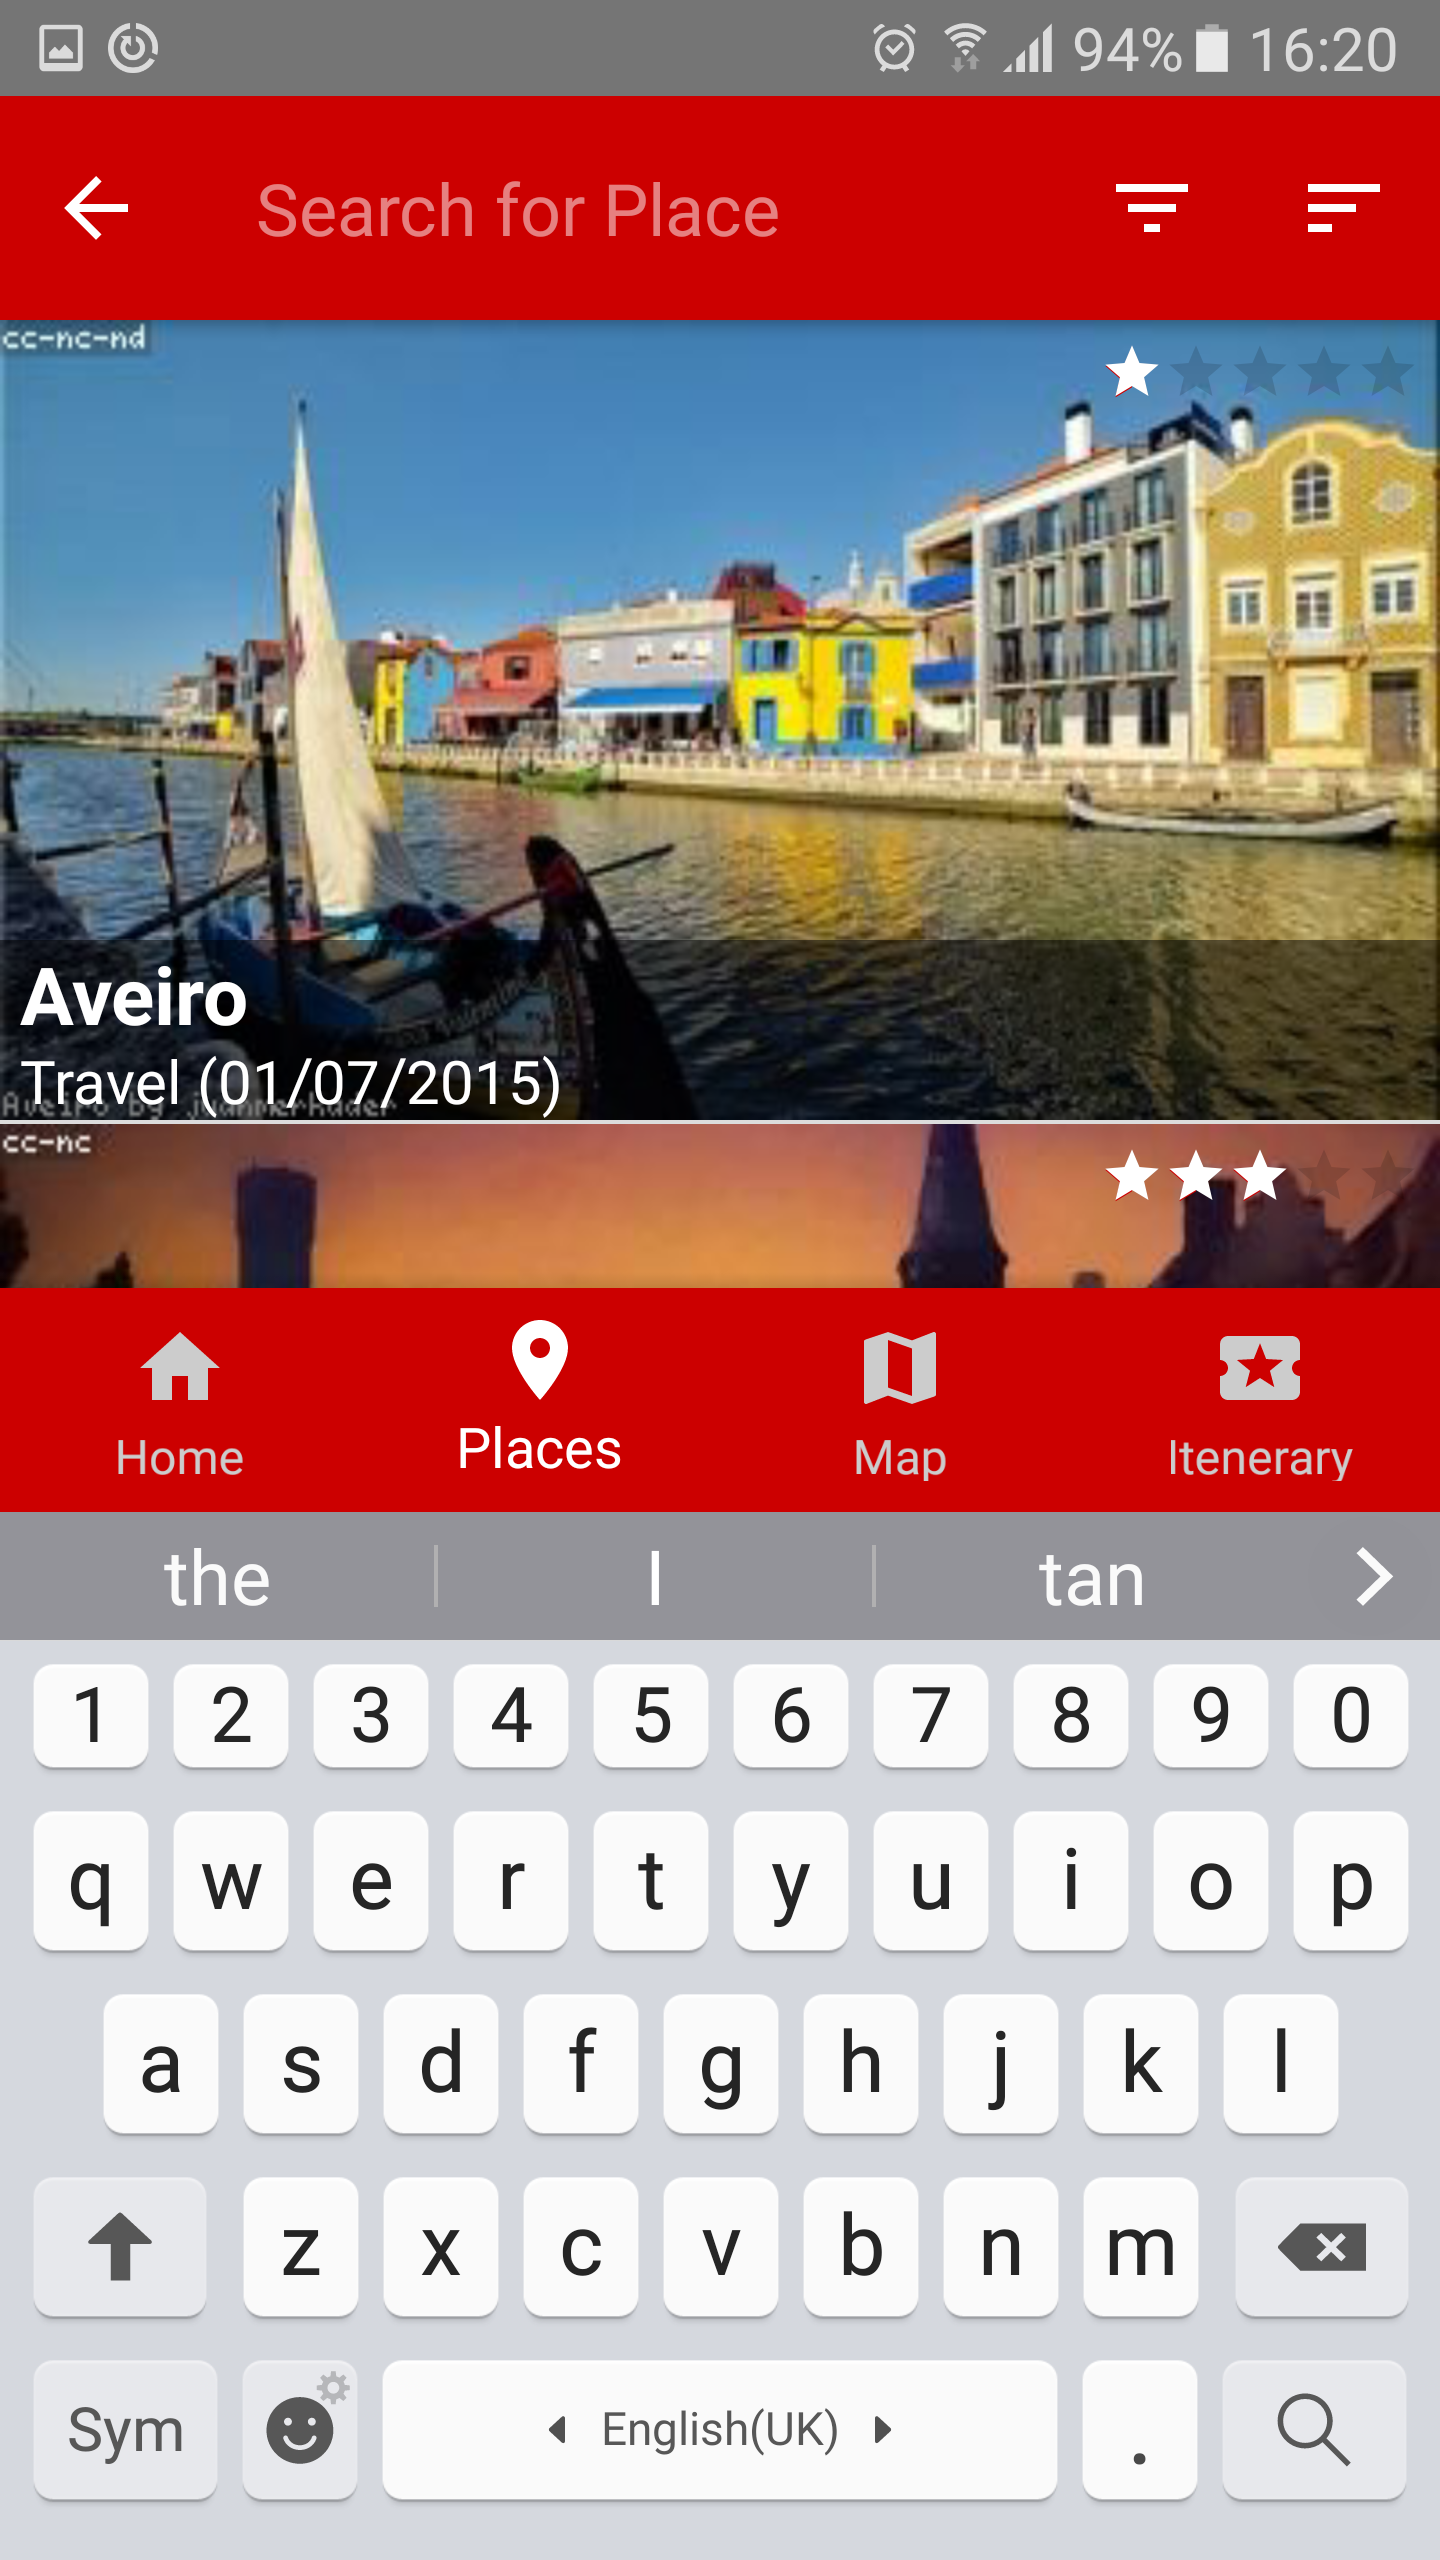 94% 16:20
Search for Place
cc-nc-nd
Aveiro
Travel (01/07/2015)
Aveiro by
cc-nc
Home Places Map Itenerary
the I tan
1 2 3 4 5 6 7 8 9 0
q w e r t y u i o p
a s d f g h j k l
z x c v b n m
Sym English(UK) .